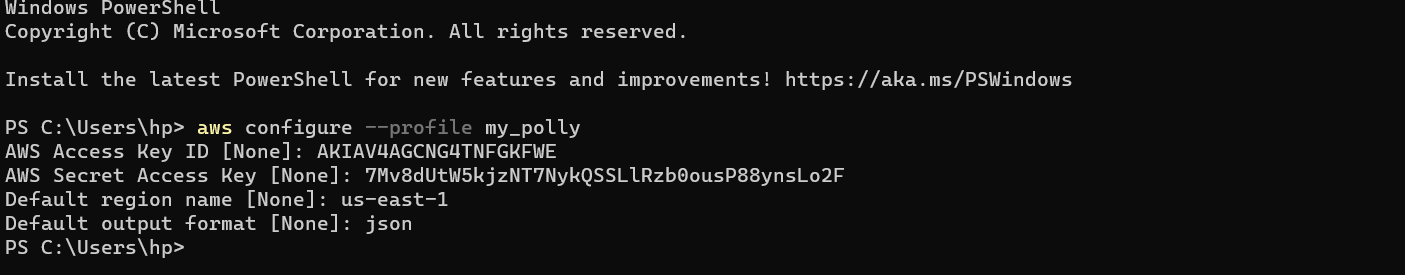 Windows PowerShell
Copyright (C) Microsoft Corporation. All rights reserved.
Install the latest PowerShell for new features and improvements! https://aka.ms/PSWindows
PS C:\Users\hp> aws configure --profile my_polly
AWS Access Key ID [None]: AKIAV4AGCNG4TNFGKFWE
AWS Secret Access Key [None]: 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
Default region name [None]: us-east-1
Default output format [None]: json
PS C:\Users\hp>